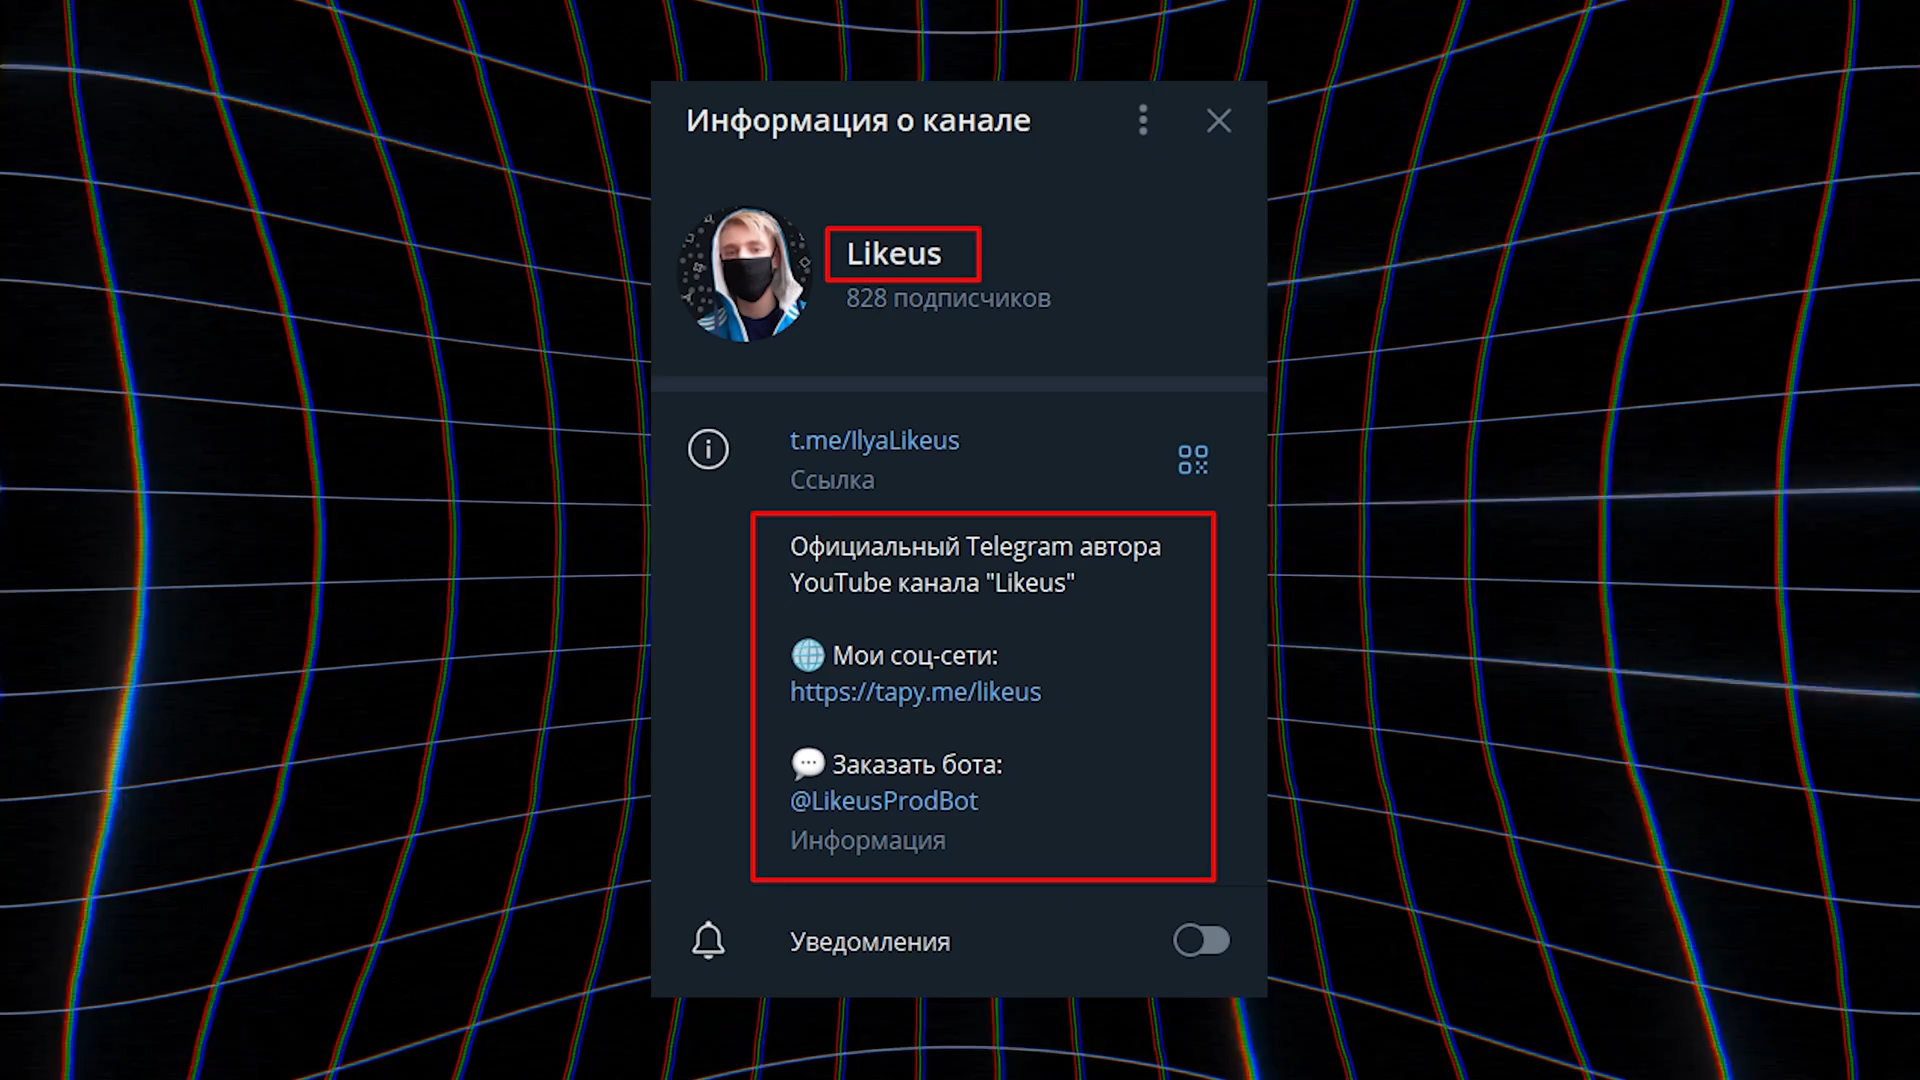 Информация о канале
Likeus
828 подписчиков
t.me/IlyaLikeus
Ссылка
Официальный Telegram автора
YouTube канала "Likeus"
🌐 Мои соц-сети:
https://tapy.me/likeus
💬 Заказать бота:
@LikeusProdBot
Информация
Уведомления